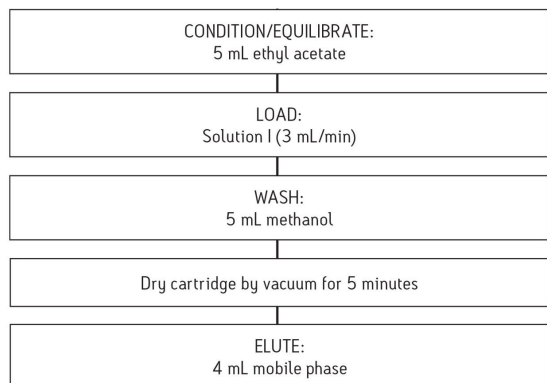 CONDITION/EQUILIBRATE:
5 mL ethyl acetate
LOAD:
Solution I (3 mL/min)
WASH:
5 mL methanol
Dry cartridge by vacuum for 5 minutes
ELUTE:
4 mL mobile phase